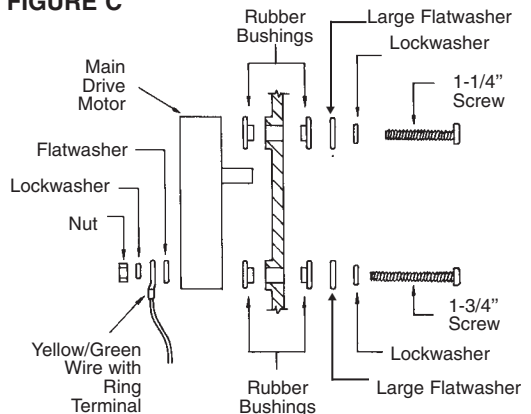 FIGURE C
Rubber
Bushings
Large Flatwasher
Lockwasher
1-1/4”
Screw
Main
Drive
Motor
Flatwasher
Lockwasher
Nut
Yellow/Green
Wire with
Ring
Terminal
Rubber
Bushings
1-3/4”
Screw
Lockwasher
Large Flatwasher